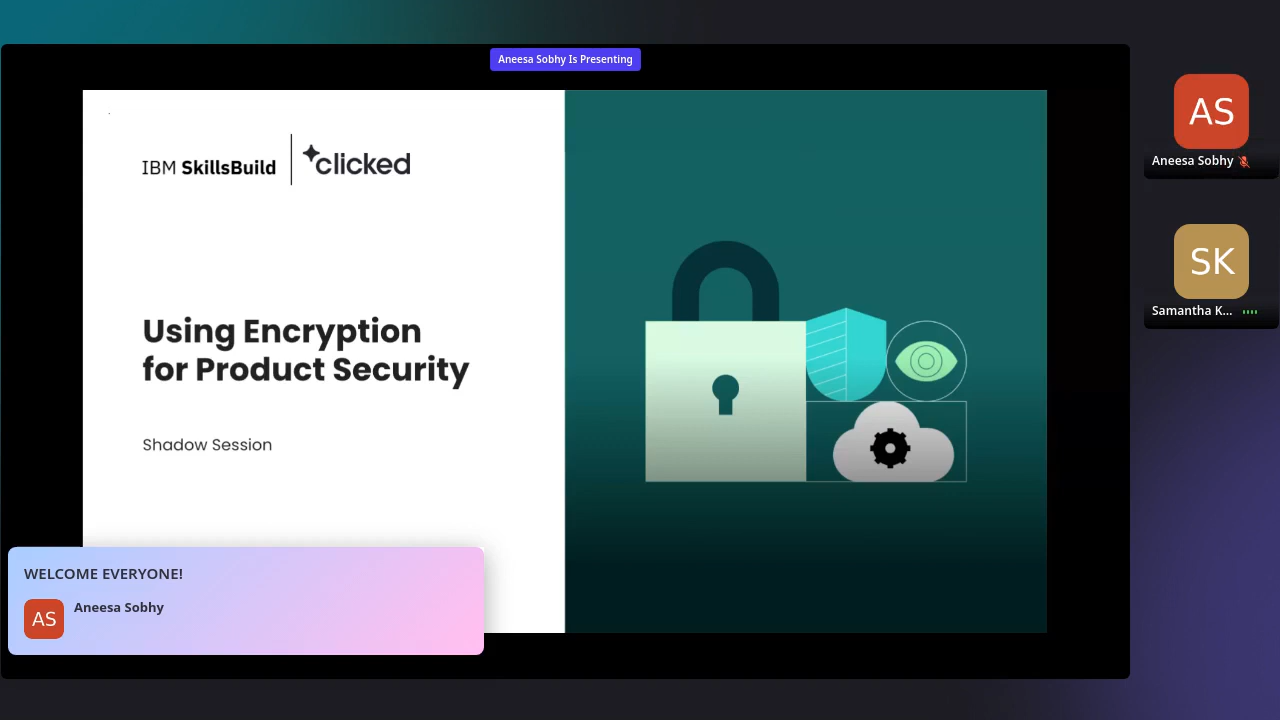 Aneesa Sobhy Is Presenting
IBM SkillsBuild
clicked
Using Encryption
for Product Security
Shadow Session
WELCOME EVERYONE!
AS
Aneesa Sobhy
AS
Aneesa Sobhy
SK
Samantha K...